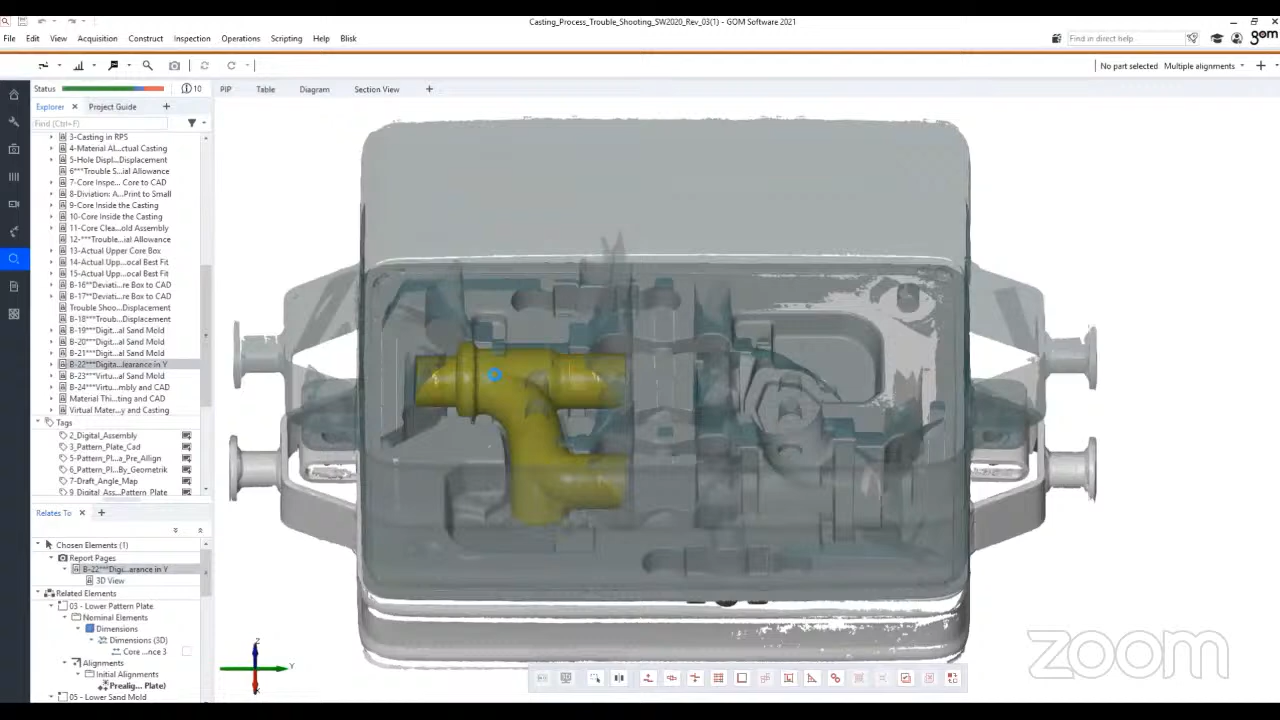 Casting_Process_Trouble_Shooting_SW2020_Rev_03(1) - GOM Software 2021
File Edit View Acquisition Construct Inspection Operations Scripting Help Blisk
Find in direct help
gom
No part selected Multiple alignments
Status 10 PIP Table Diagram Section View
Explorer Project Guide
Find (Ctrl+F)
3-Casting in RPS
4-Material Al...ctual Casting
5-Hole Displ...Displacement
6***Trouble S...ial Allowance
7-Core Inspe... Core to CAD
8-Diviation: A...Print to Small
9-Core Inside the Casting
10-Core Inside the Casting
11-Core Clea...old Assembly
12-***Trouble...ial Allowance
13-Actual Upper Core Box
14-Actual Upp...ocal Best Fit
15-Actual Upp...ocal Best Fit
B-16**Deviati...re Box to CAD
B-17**Deviati...re Box to CAD
Trouble Shoo...Displacement
B-18***Troub...Displacement
B-19***Digit...al Sand Mold
B-20***Digit...al Sand Mold
B-21***Digit...al Sand Mold
B-22***Digita...learance in Y
B-23***Virtu...al Sand Mold
B-24***Virtu...mbly and CAD
Material Thi...ting and CAD
Virtual Mater...y and Casting
Tags
2_Digital_Assembly
3_Pattern_Plate_Cad
5-Pattern_Pl...a_Pre_Allign
6_Pattern_Pl...By_Geometrik
7-Draft_Angle_Map
9_Digital_Ass...Pattern_Plate
Relates To
Chosen Elements (1)
Report Pages
B-22***Digi...arance in Y
3D View
Related Elements
03 - Lower Pattern Plate
Nominal Elements
Dimensions
Dimensions (3D)
Core ...nce 3
Alignments
Initial Alignments
Prealig... Plate)
05 - Lower Sand Mold
Z
Y
X
zoom